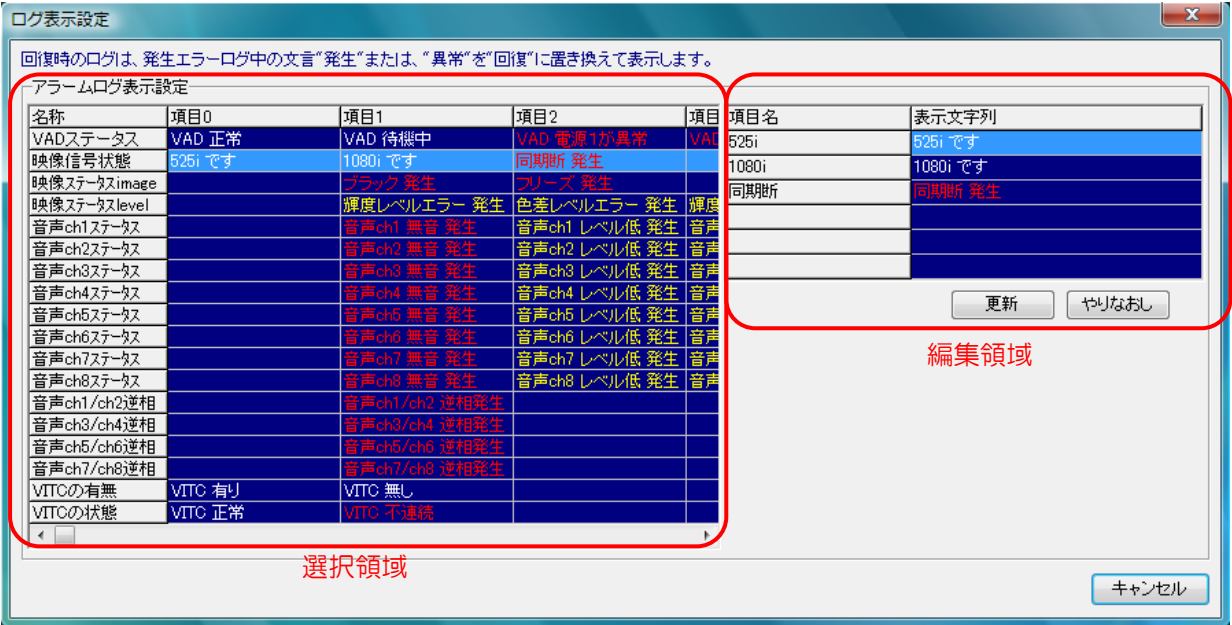 ログ表示設定
回復時のログは、発生エラーログ中の文言"発生"または、"異常"を"回復"に置き換えて表示します。
アラームログ表示設定
名称 項目0 項目1 項目2 項目
VADステータス VAD 正常 VAD 待機中 VAD 電源1が異常 VAD
映像信号状態 525i です 1080i です 同期断 発生
映像ステータスimage ブラック 発生 フリーズ 発生
映像ステータスlevel 輝度レベルエラー 発生 色差レベルエラー 発生 輝度
音声ch1ステータス 音声ch1 無音 発生 音声ch1 レベル低 発生 音声
音声ch2ステータス 音声ch2 無音 発生 音声ch2 レベル低 発生 音声
音声ch3ステータス 音声ch3 無音 発生 音声ch3 レベル低 発生 音声
音声ch4ステータス 音声ch4 無音 発生 音声ch4 レベル低 発生 音声
音声ch5ステータス 音声ch5 無音 発生 音声ch5 レベル低 発生 音声
音声ch6ステータス 音声ch6 無音 発生 音声ch6 レベル低 発生 音声
音声ch7ステータス 音声ch7 無音 発生 音声ch7 レベル低 発生 音声
音声ch8ステータス 音声ch8 無音 発生 音声ch8 レベル低 発生 音声
音声ch1/ch2逆相 音声ch1/ch2 逆相発生
音声ch3/ch4逆相 音声ch3/ch4 逆相発生
音声ch5/ch6逆相 音声ch5/ch6 逆相発生
音声ch7/ch8逆相 音声ch7/ch8 逆相発生
VITCの有無 VITC 有り VITC 無し
VITCの状態 VITC 正常 VITC 不連続
選択領域
項目名 表示文字列
525i 525i です
1080i 1080i です
同期断 同期断 発生
更新 やりなおし
編集領域
キャンセル